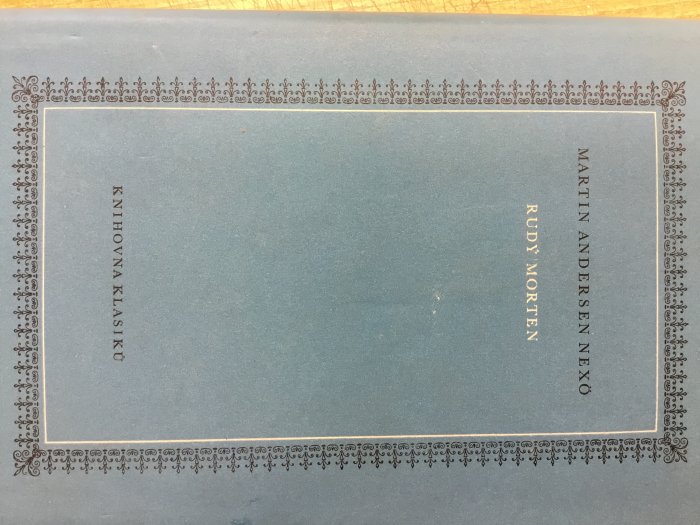 MARTIN ANDERSEN NEXÖ
RUDÝ MORTEN
KNIHOVNA KLASIKŮ